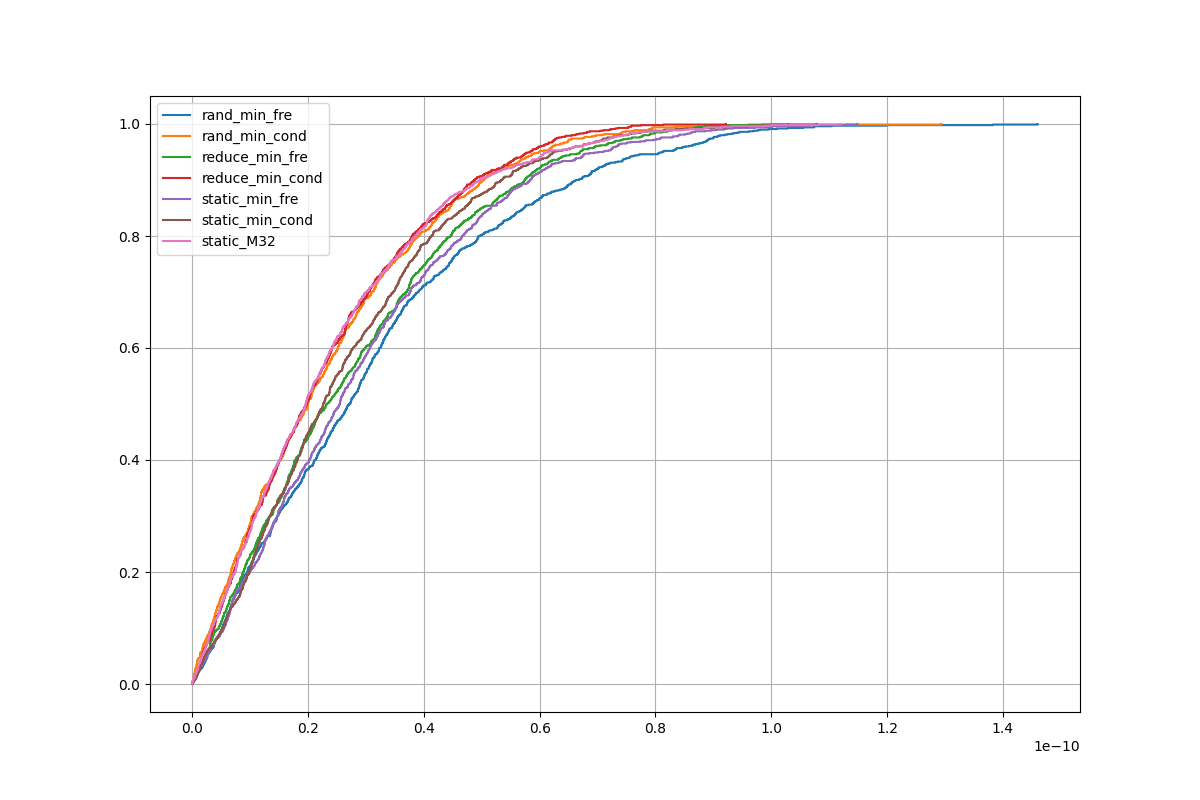 rand_min_fre
rand_min_cond
reduce_min_fre
reduce_min_cond
static_min_fre
static_min_cond
static_M32
1.0
0.8
0.6
0.4
0.2
0.0
0.0 0.2 0.4 0.6 0.8 1.0 1.2 1.4
1e−10